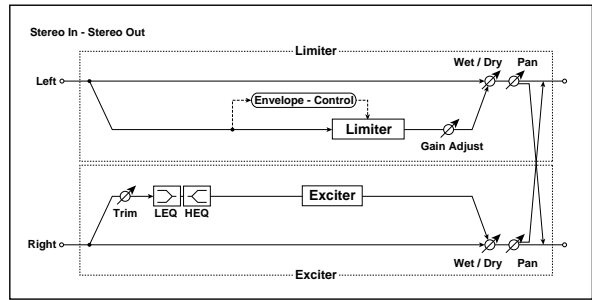 Stereo In - Stereo Out
Limiter
Wet / Dry Pan
Left
Envelope - Control
Limiter
Gain Adjust
Exciter
Trim LEQ HEQ
Right
Wet / Dry Pan
Exciter